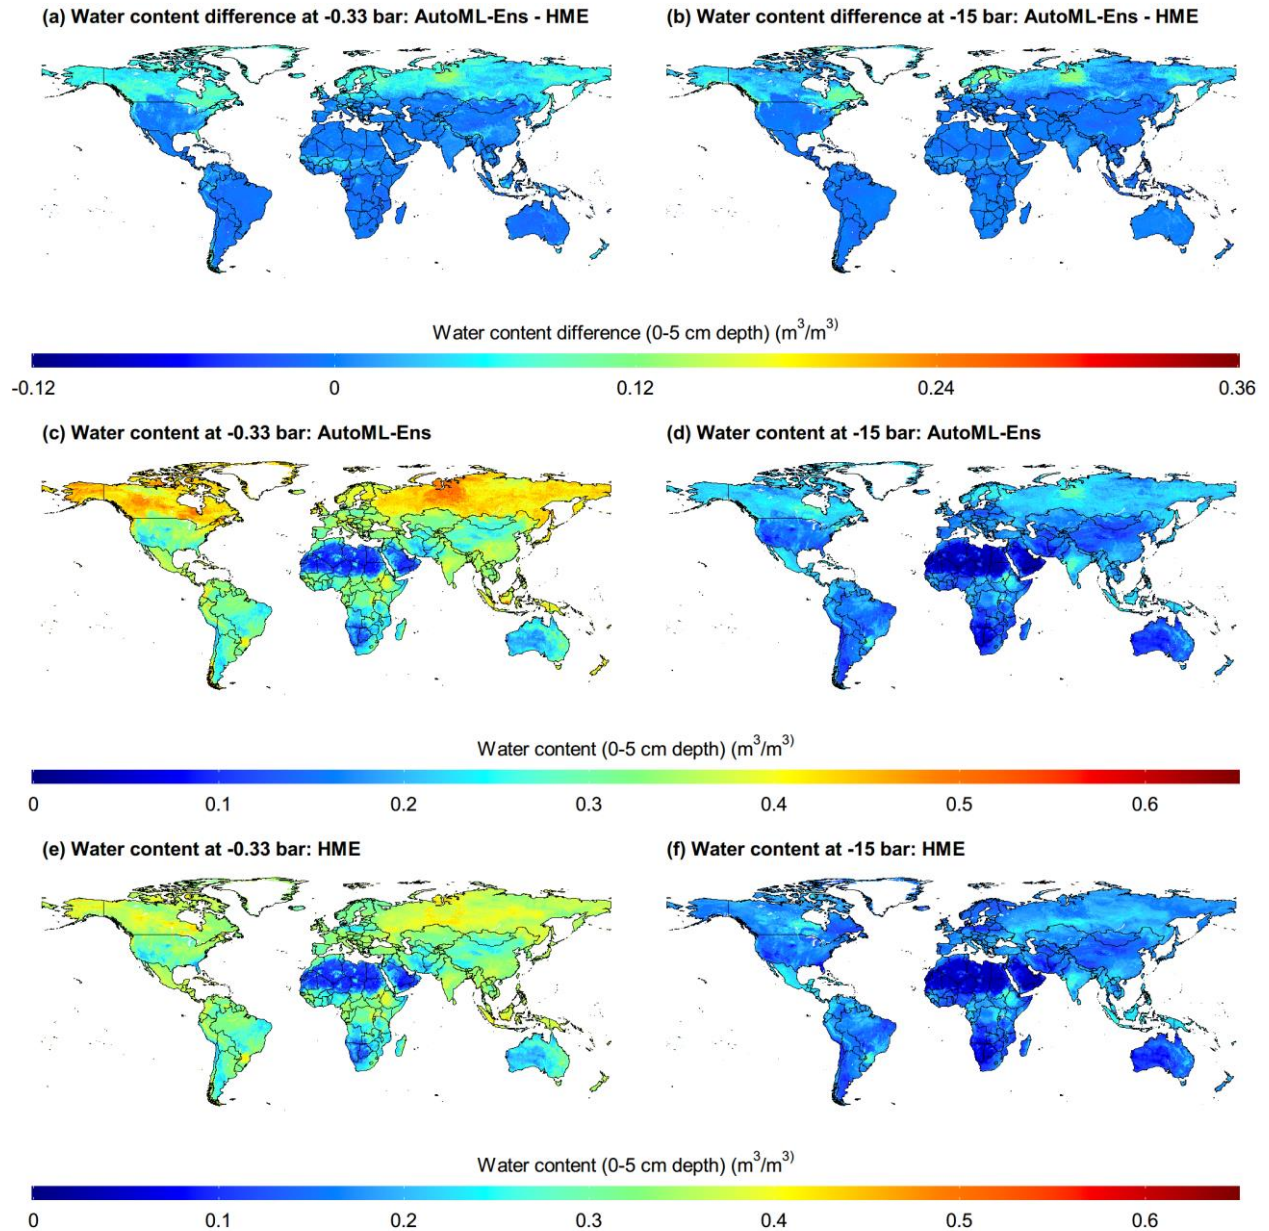 (a) Water content difference at -0.33 bar: AutoML-Ens - HME
(b) Water content difference at -15 bar: AutoML-Ens - HME
Water content difference (0-5 cm depth) (m³/m³⁾
-0.12 0 0.12 0.24 0.36
(c) Water content at -0.33 bar: AutoML-Ens
(d) Water content at -15 bar: AutoML-Ens
Water content (0-5 cm depth) (m³/m³⁾
0 0.1 0.2 0.3 0.4 0.5 0.6
(e) Water content at -0.33 bar: HME
(f) Water content at -15 bar: HME
Water content (0-5 cm depth) (m³/m³⁾
0 0.1 0.2 0.3 0.4 0.5 0.6